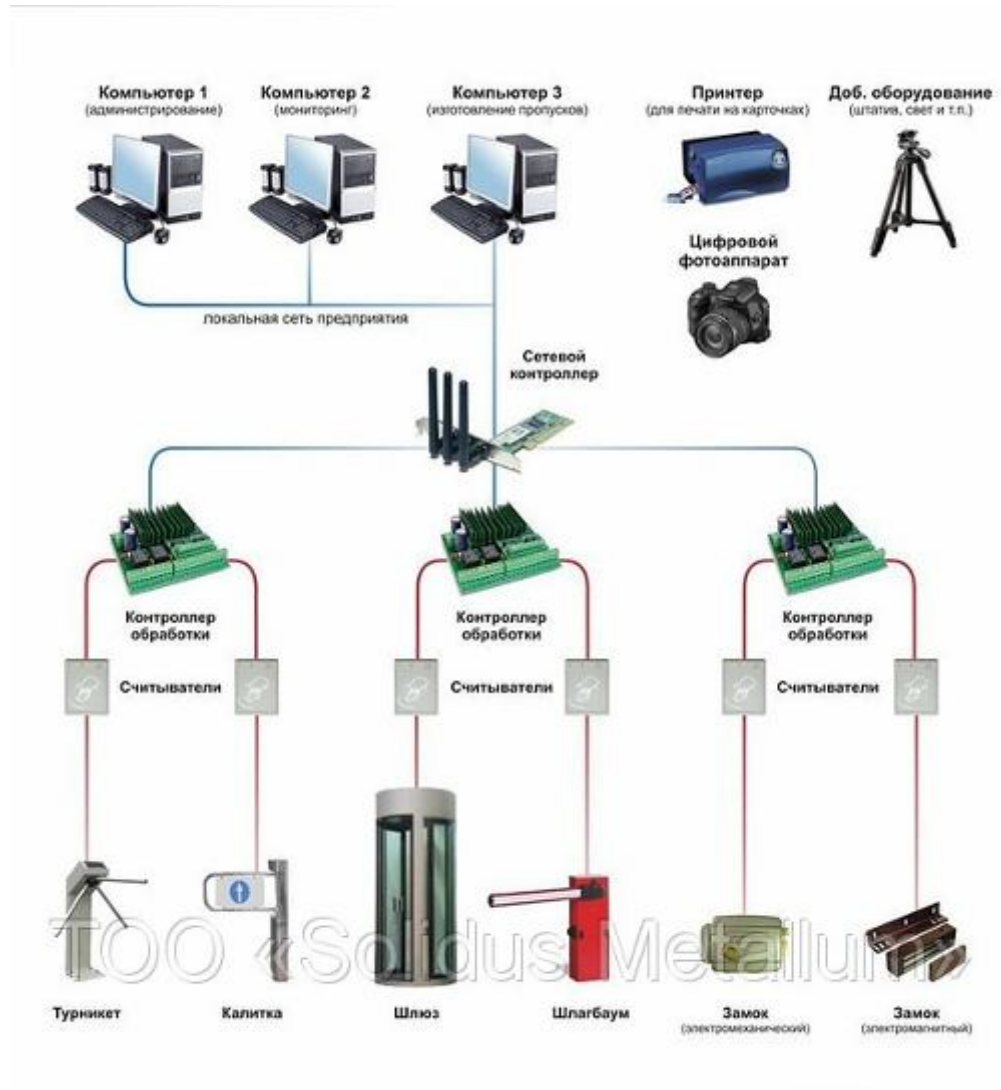 Компьютер 1
(администрирование)
Компьютер 2
(мониторинг)
Компьютер 3
(изготовление пропусков)
Принтер
(для печати на карточках)
Доб. оборудование
(штатив, свет и т.п.)
Цифровой
фотоаппарат
локальная сеть предприятия
Сетевой
контроллер
Контроллер
обработки
Контроллер
обработки
Контроллер
обработки
Считыватели
Считыватели
Считыватели
ТОО «Solidus Metallum»
Турникет
Калитка
Шлюз
Шлагбаум
Замок
(электромеханический)
Замок
(электромагнитный)